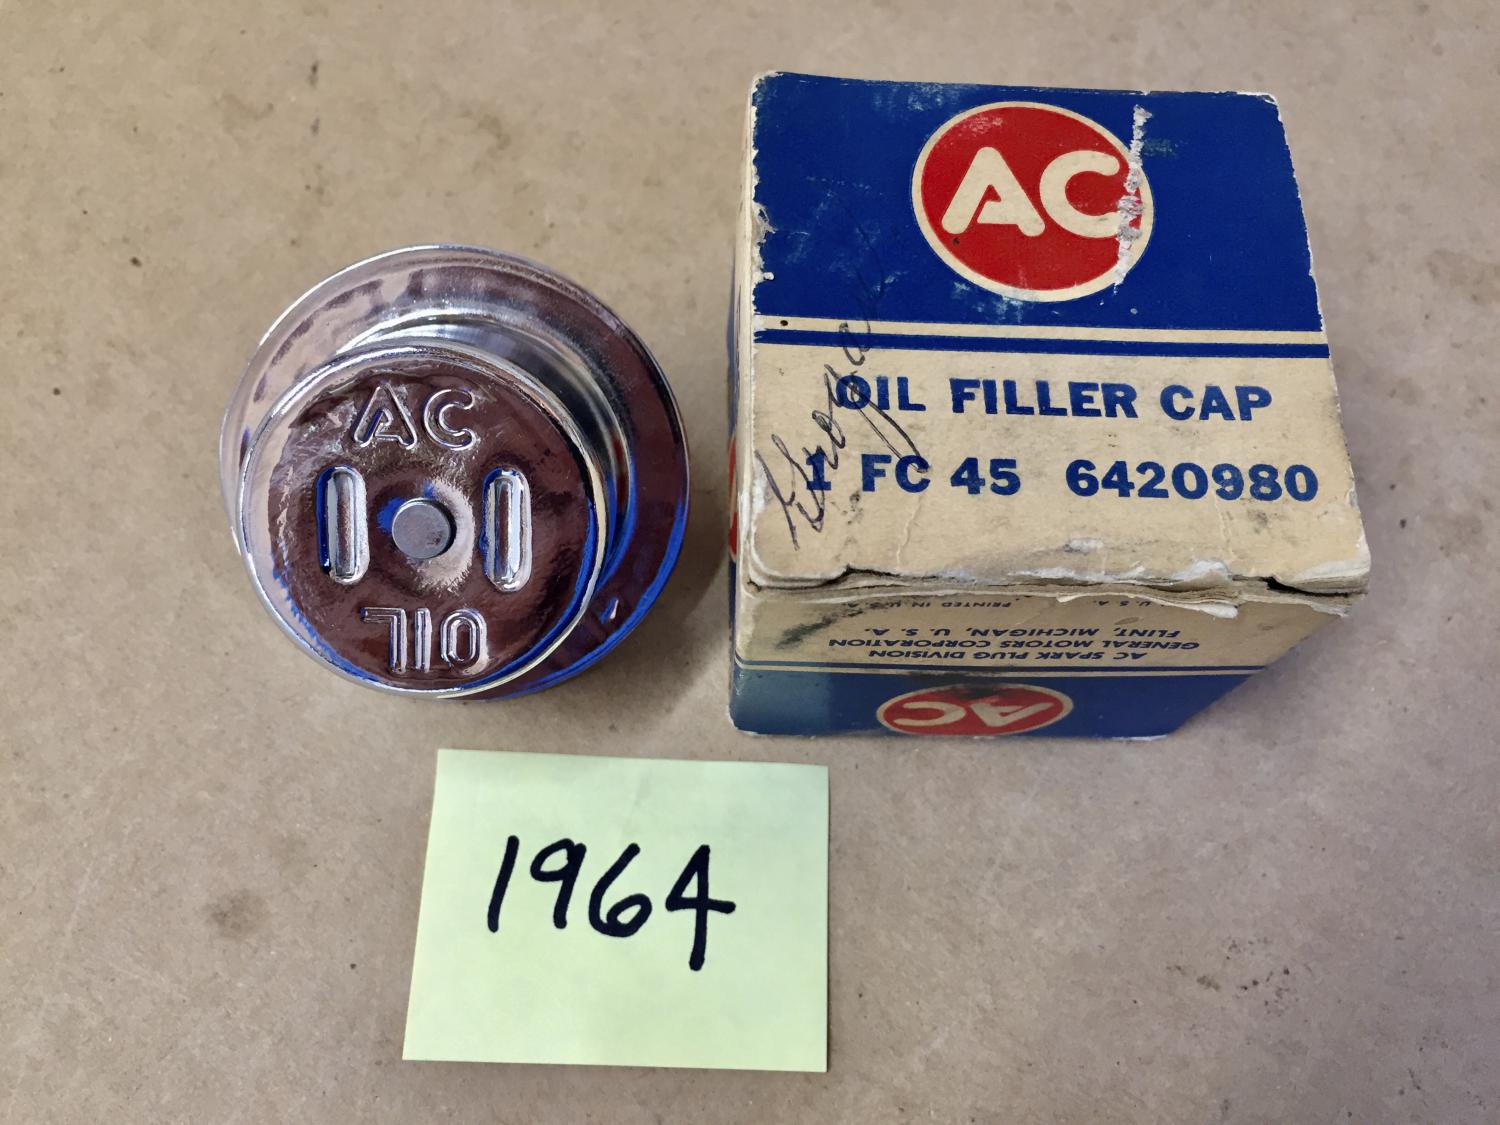 AC
OIL
AC
OIL FILLER CAP
1 FC 45 6420980
AC
AC SPARK PLUG DIVISION
GENERAL MOTORS CORPORATION
FLINT, MICHIGAN, U. S. A.
PRINTED IN U. S. A.
1964